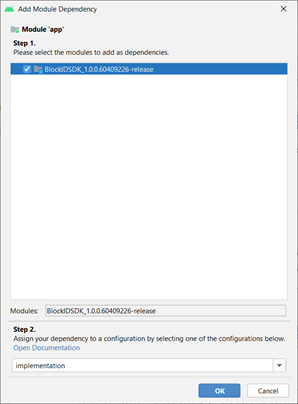 Add Module Dependency
Module 'app'
Step 1.
Please select the modules to add as dependencies.
BlockIDSDK_1.0.0.60409226-release
Modules: BlockIDSDK_1.0.0.60409226-release
Step 2.
Assign your dependency to a configuration by selecting one of the configurations below.
Open Documentation
implementation
OK Cancel